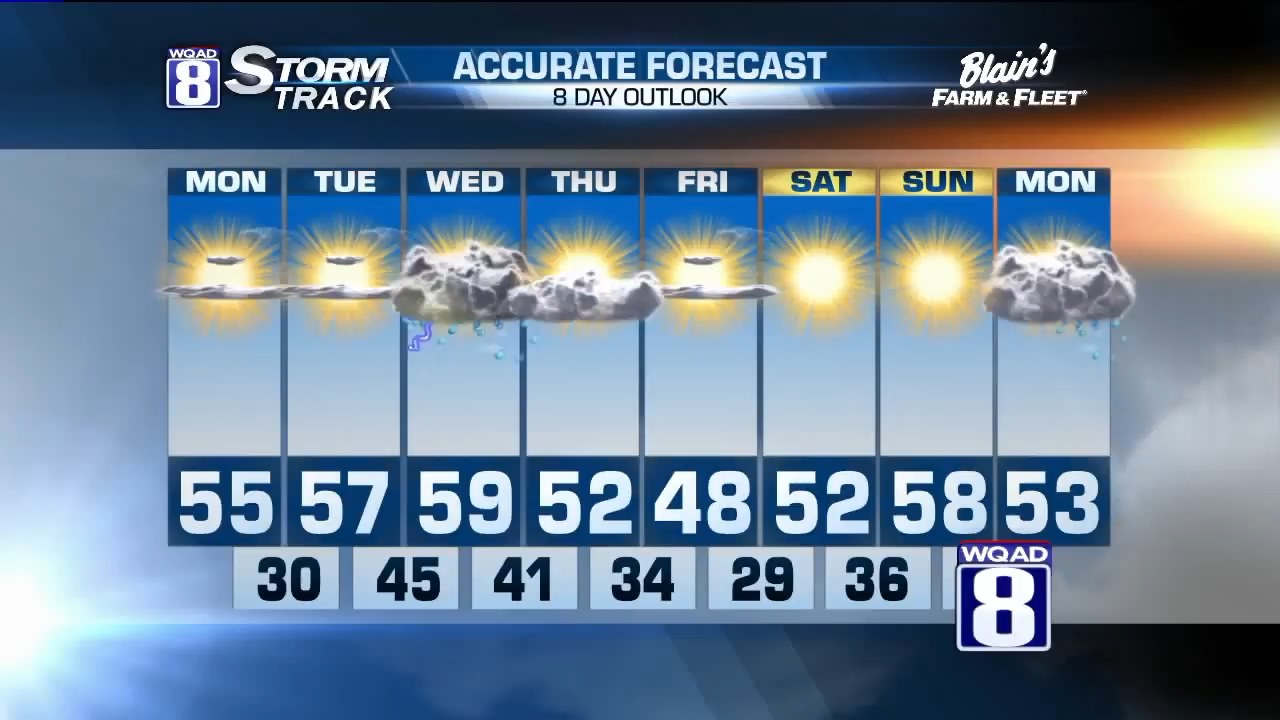 WQAD
8
STORM
TRACK
ACCURATE FORECAST
8 DAY OUTLOOK
Blain's
FARM & FLEET
MON TUE WED THU FRI SAT SUN MON
55 57 59 52 48 52 58 53
30 45 41 34 29 36
WQAD
8